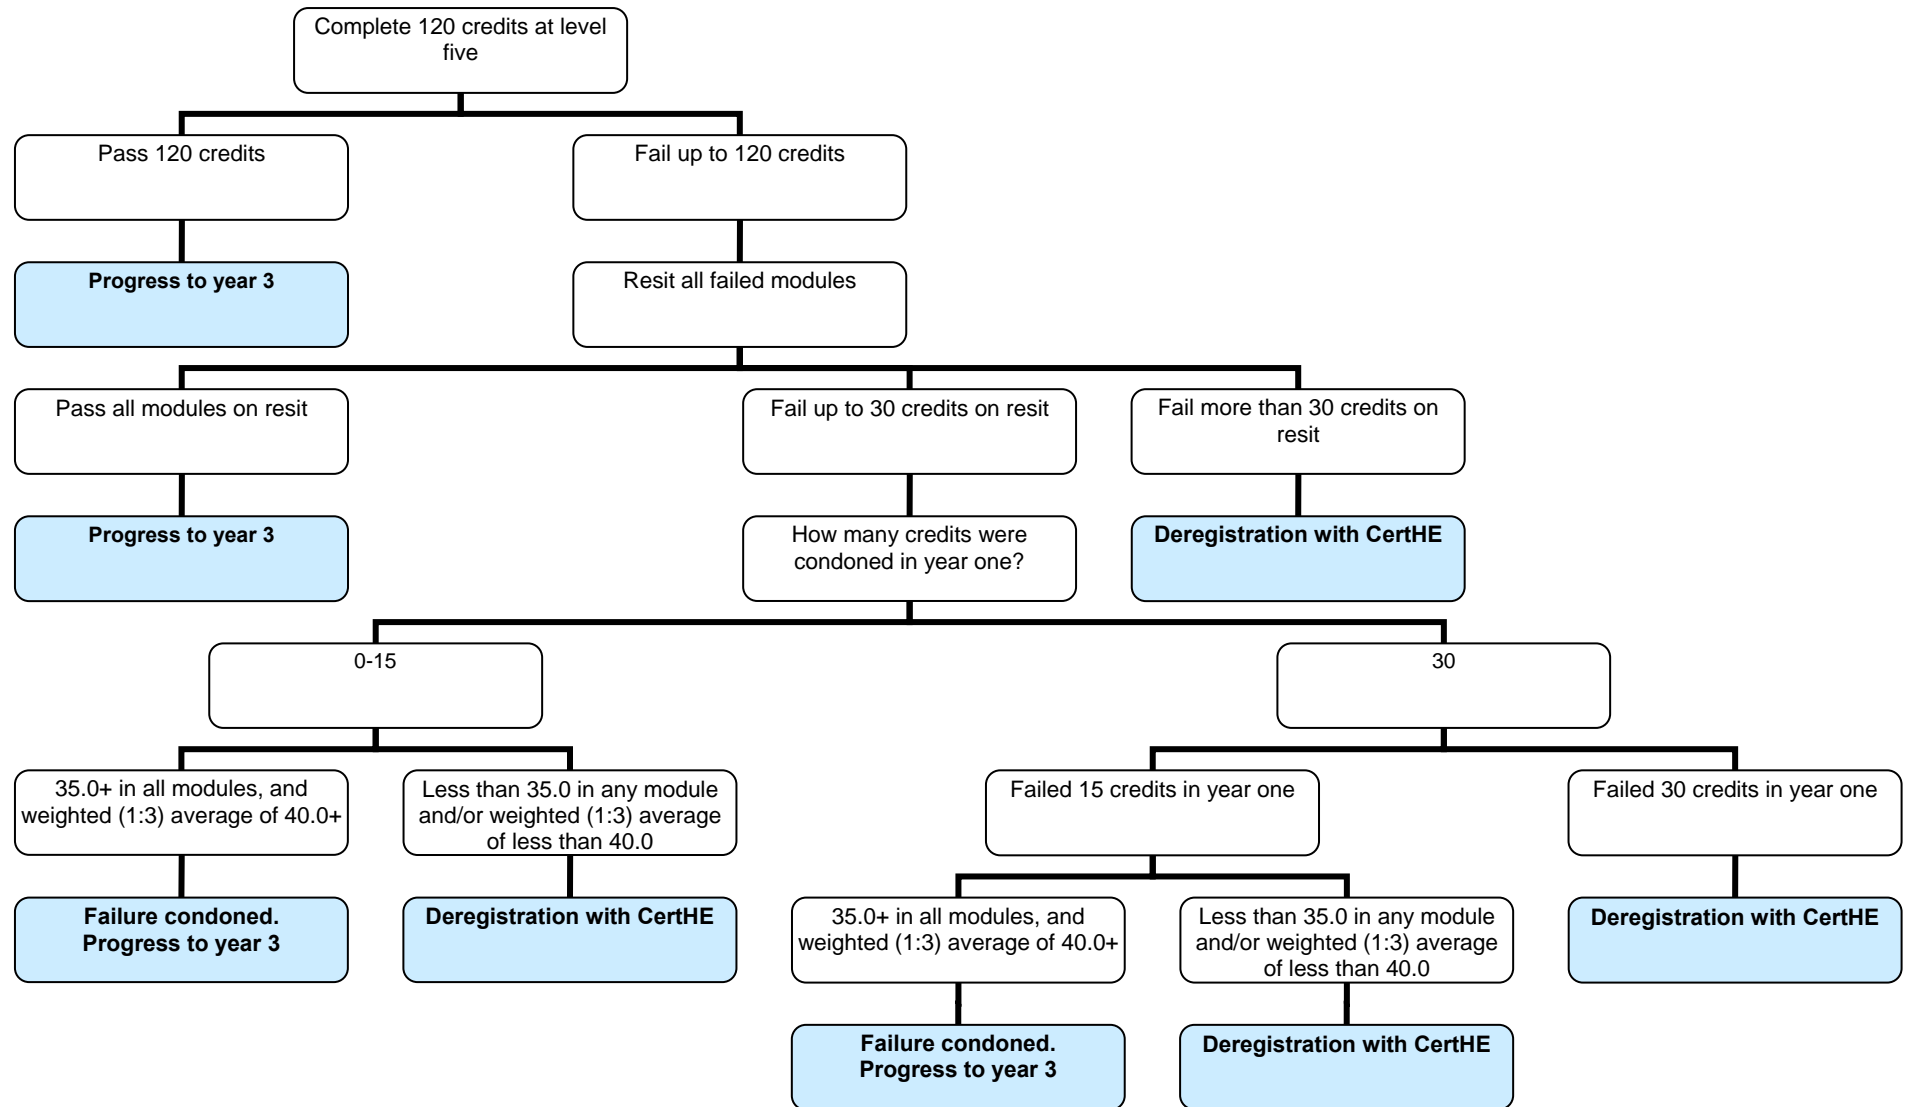 Complete 120 credits at level
five
Pass 120 credits
Fail up to 120 credits
Progress to year 3
Resit all failed modules
Pass all modules on resit
Fail up to 30 credits on resit
Fail more than 30 credits on
resit
Progress to year 3
How many credits were
condoned in year one?
Deregistration with CertHE
0-15
30
35.0+ in all modules, and
weighted (1:3) average of 40.0+
Less than 35.0 in any module
and/or weighted (1:3) average
of less than 40.0
Failed 15 credits in year one
Failed 30 credits in year one
Failure condoned.
Progress to year 3
Deregistration with CertHE
35.0+ in all modules, and
weighted (1:3) average of 40.0+
Less than 35.0 in any module
and/or weighted (1:3) average
of less than 40.0
Deregistration with CertHE
Failure condoned.
Progress to year 3
Deregistration with CertHE